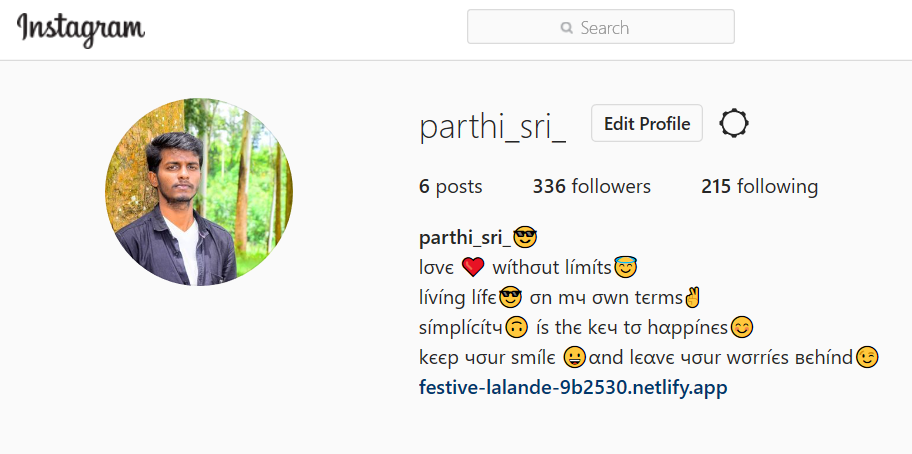 Instagram
Search
parthi_sri_ Edit Profile
6 posts 336 followers 215 following
parthi_sri_😎
lσvє ❤️ wíthσut límíts😇
lívíng lífє😎 σn mч σwn tєrms✌️
símplícítч🙃 ís thє kєч tσ hαppínєs😊
kєєp чσur smílє 😀αnd lєαvє чσur wσrríєs вєhínd😉
festive-lalande-9b2530.netlify.app